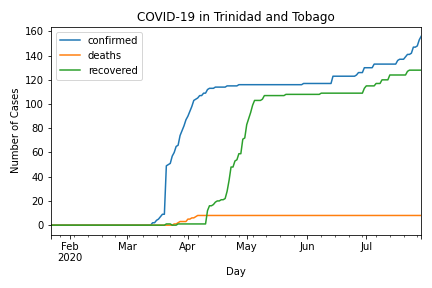 COVID-19 in Trinidad and Tobago
160
140
120
100
80
60
40
20
0
Number of Cases
confirmed
deaths
recovered
Feb
2020
Mar
Apr
May
Jun
Jul
Day